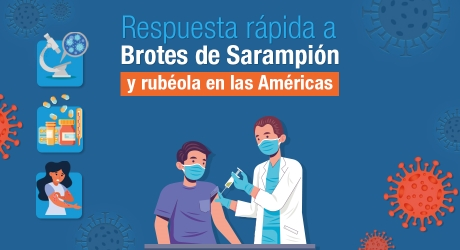 Respuesta rápida a
Brotes de Sarampión
y rubéola en las Américas